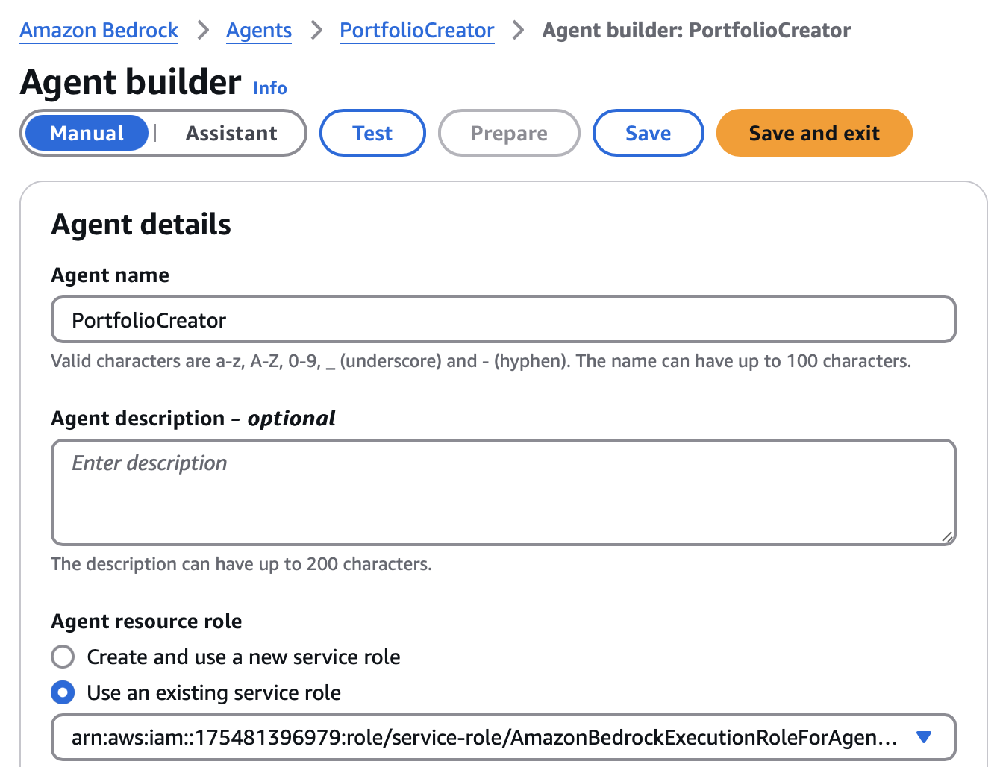 Amazon Bedrock > Agents > PortfolioCreator > Agent builder: PortfolioCreator
Agent builder Info
Manual | Assistant Test Prepare Save Save and exit
Agent details
Agent name
PortfolioCreator
Valid characters are a-z, A-Z, 0-9, _ (underscore) and - (hyphen). The name can have up to 100 characters.
Agent description – optional
Enter description
The description can have up to 200 characters.
Agent resource role
Create and use a new service role
Use an existing service role
arn:aws:iam::175481396979:role/service-role/AmazonBedrockExecutionRoleForAgen...